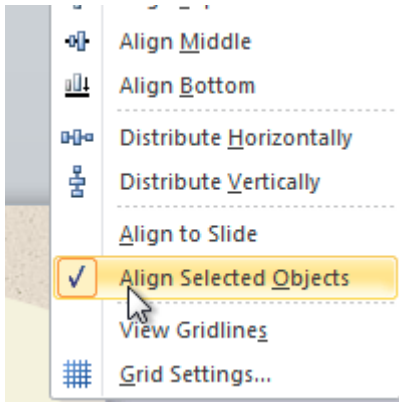 Align Middle
Align Bottom
Distribute Horizontally
Distribute Vertically
Align to Slide
Align Selected Objects
View Gridlines
Grid Settings...